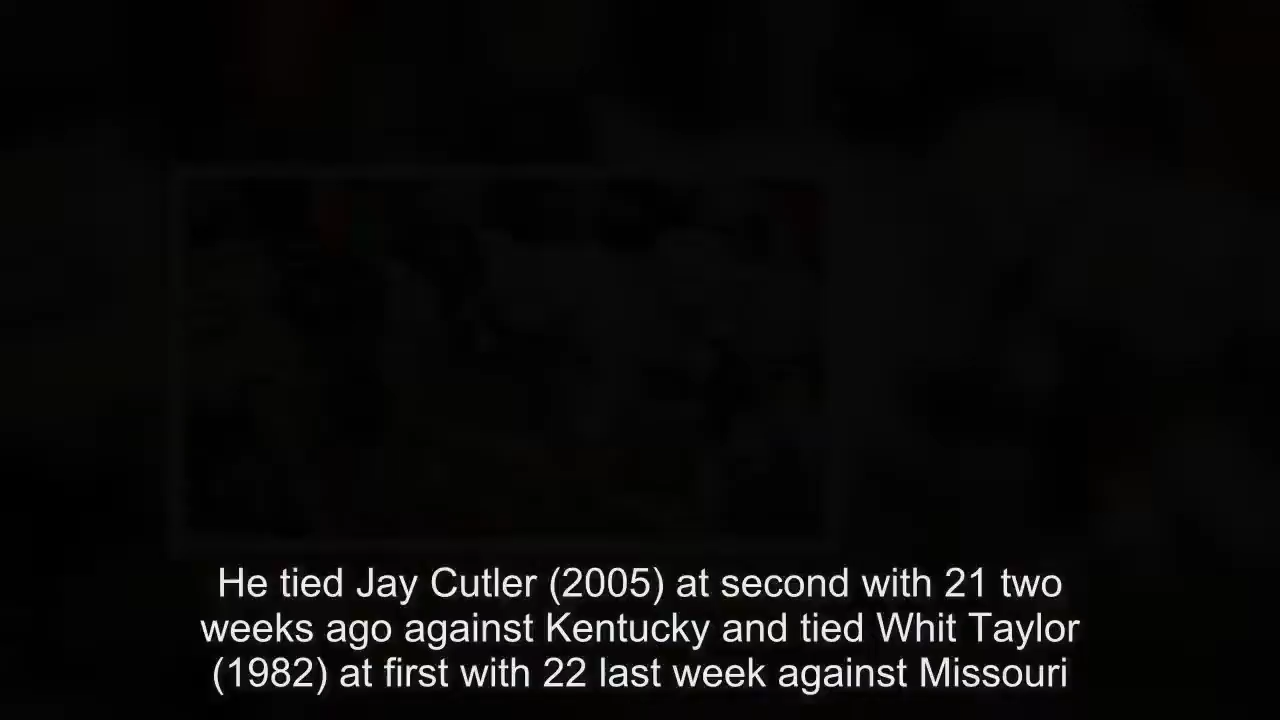 He tied Jay Cutler (2005) at second with 21 two
weeks ago against Kentucky and tied Whit Taylor
(1982) at first with 22 last week against Missouri